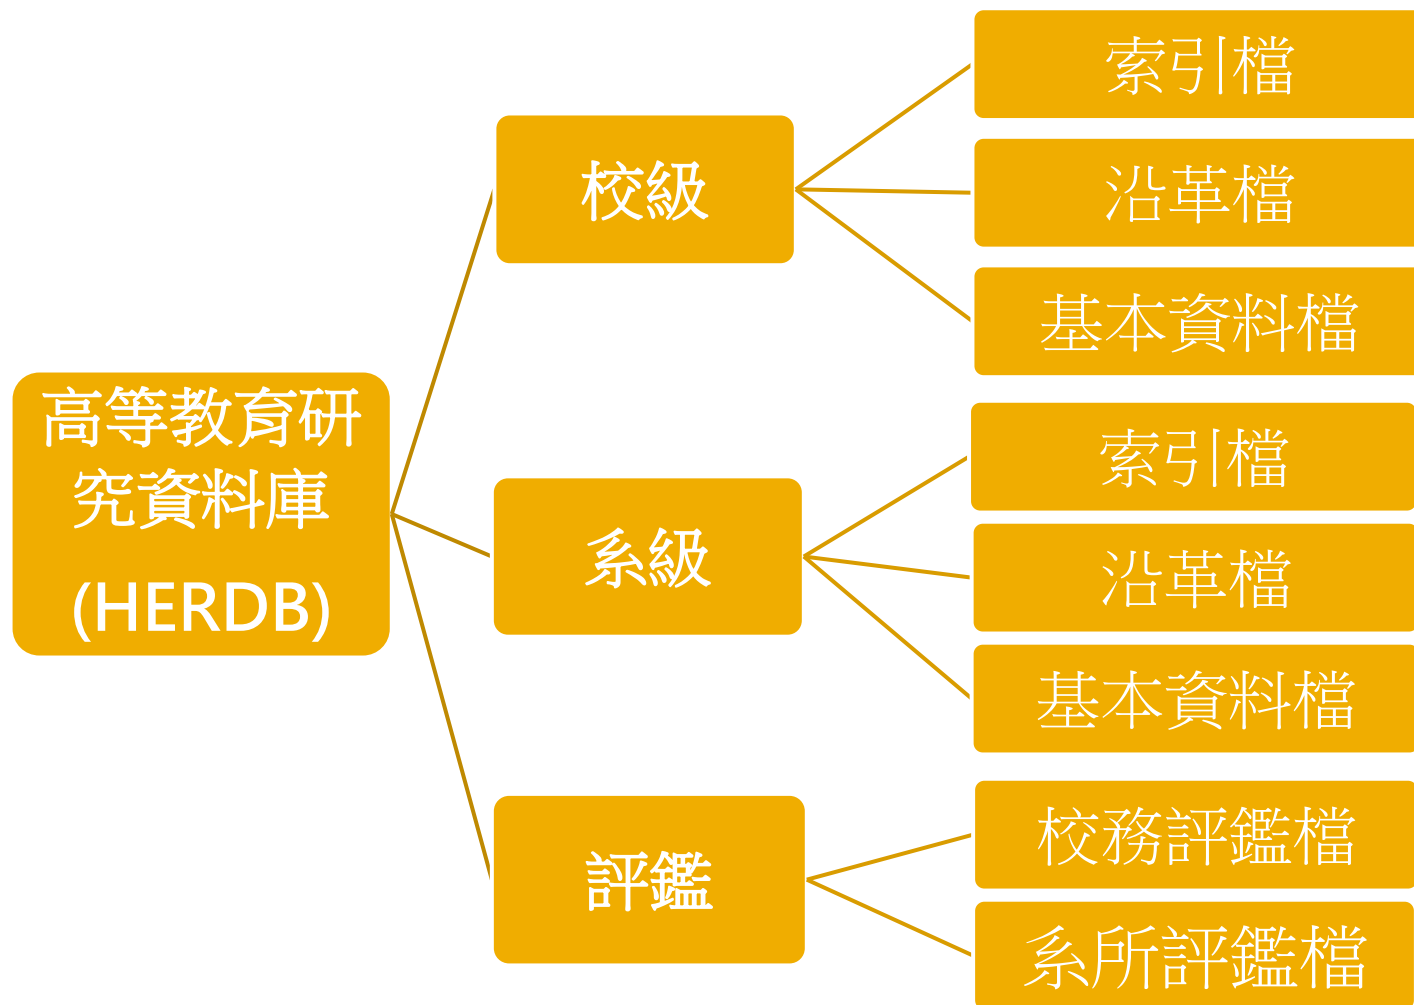 高等教育研
究資料庫
(HERDB)
校級
索引檔
沿革檔
基本資料檔
系級
索引檔
沿革檔
基本資料檔
評鑑
校務評鑑檔
系所評鑑檔